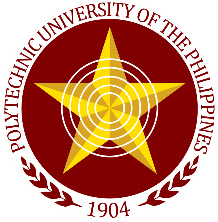 POLYTECHNIC UNIVERSITY OF THE PHILIPPINES
1904